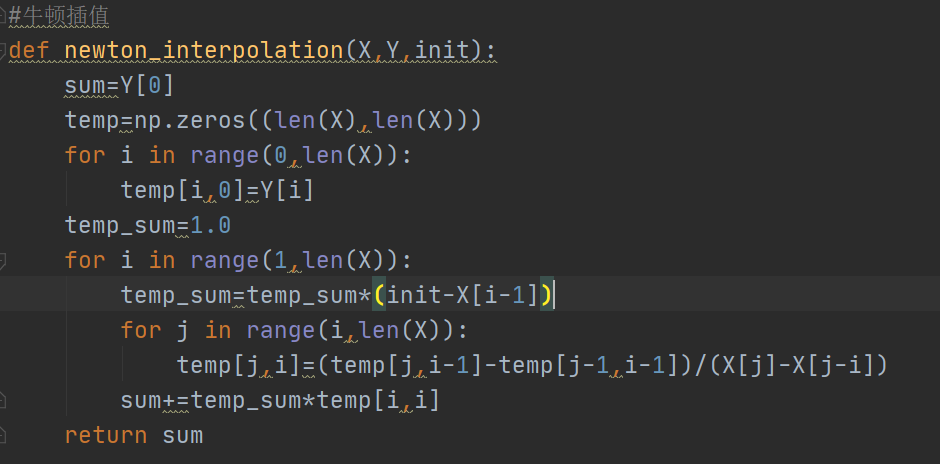 #牛顿插值
def newton_interpolation(X,Y,init):
    sum=Y[0]
    temp=np.zeros((len(X),len(X)))
    for i in range(0,len(X)):
        temp[i,0]=Y[i]
    temp_sum=1.0
    for i in range(1,len(X)):
        temp_sum=temp_sum*(init-X[i-1])
        for j in range(i,len(X)):
            temp[j,i]=(temp[j,i-1]-temp[j-1,i-1])/(X[j]-X[j-i])
        sum+=temp_sum*temp[i,i]
    return sum